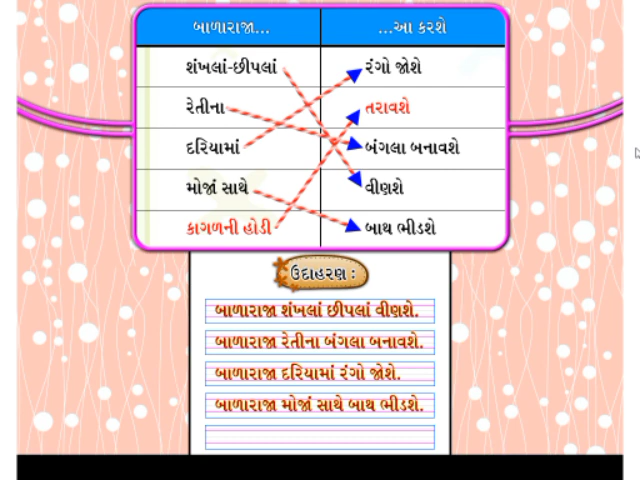 બાળારાજા... ...આ કરશે
શંખલાં-છીપલાં રંગો જોશે
રેતીના તરાવશે
દરિયામાં બંગલા બનાવશે
મોજાં સાથે વીણશે
કાગળની હોડી બાથ ભીડશે
ઉદાહરણ :
બાળારાજા શંખલાં છીપલાં વીણશે.
બાળારાજા રેતીના બંગલા બનાવશે.
બાળારાજા દરિયામાં રંગો જોશે.
બાળારાજા મોજાં સાથે બાથ ભીડશે.